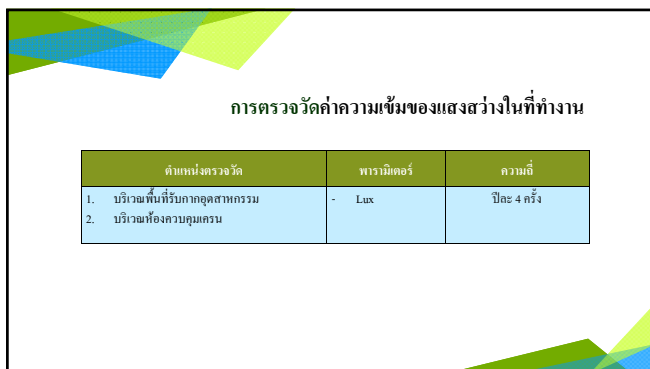 การตรวจวัดค่าความเข้มของแสงสว่างในที่ทำงาน
ตำแหน่งตรวจวัด พารามิเตอร์ ความถี่
1. บริเวณพื้นที่รับกากอุตสาหกรรม - Lux ปีละ 4 ครั้ง
2. บริเวณห้องควบคุมเครน